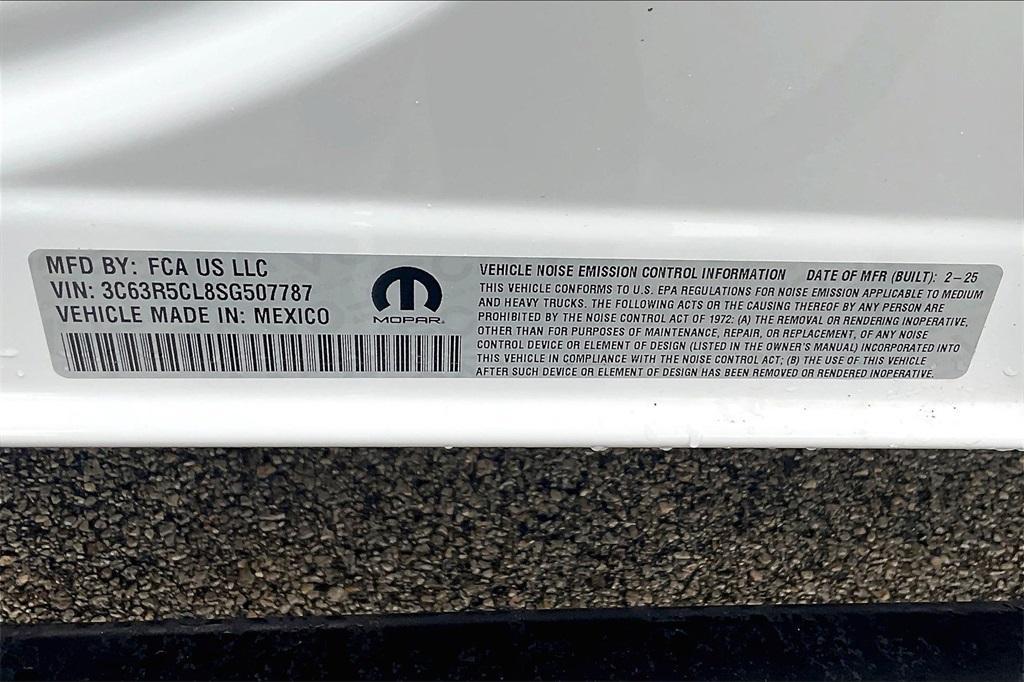 MFD BY: FCA US LLC
VIN: 3C63R5CL8SG507787
VEHICLE MADE IN: MEXICO
MOPAR
VEHICLE NOISE EMISSION CONTROL INFORMATION DATE OF MFR (BUILT): 2-25
THIS VEHICLE CONFORMS TO U.S. EPA REGULATIONS FOR NOISE EMISSION APPLICABLE TO MEDIUM
AND HEAVY TRUCKS. THE FOLLOWING ACTS OR THE CAUSING THEREOF BY ANY PERSON ARE
PROHIBITED BY THE NOISE CONTROL ACT OF 1972: (A) THE REMOVAL OR RENDERING INOPERATIVE,
OTHER THAN FOR PURPOSES OF MAINTENANCE, REPAIR, OR REPLACEMENT, OF ANY NOISE
CONTROL DEVICE OR ELEMENT OF DESIGN (LISTED IN THE OWNER'S MANUAL) INCORPORATED INTO
THIS VEHICLE IN COMPLIANCE WITH THE NOISE CONTROL ACT; (B) THE USE OF THIS VEHICLE
AFTER SUCH DEVICE OR ELEMENT OF DESIGN HAS BEEN REMOVED OR RENDERED INOPERATIVE.